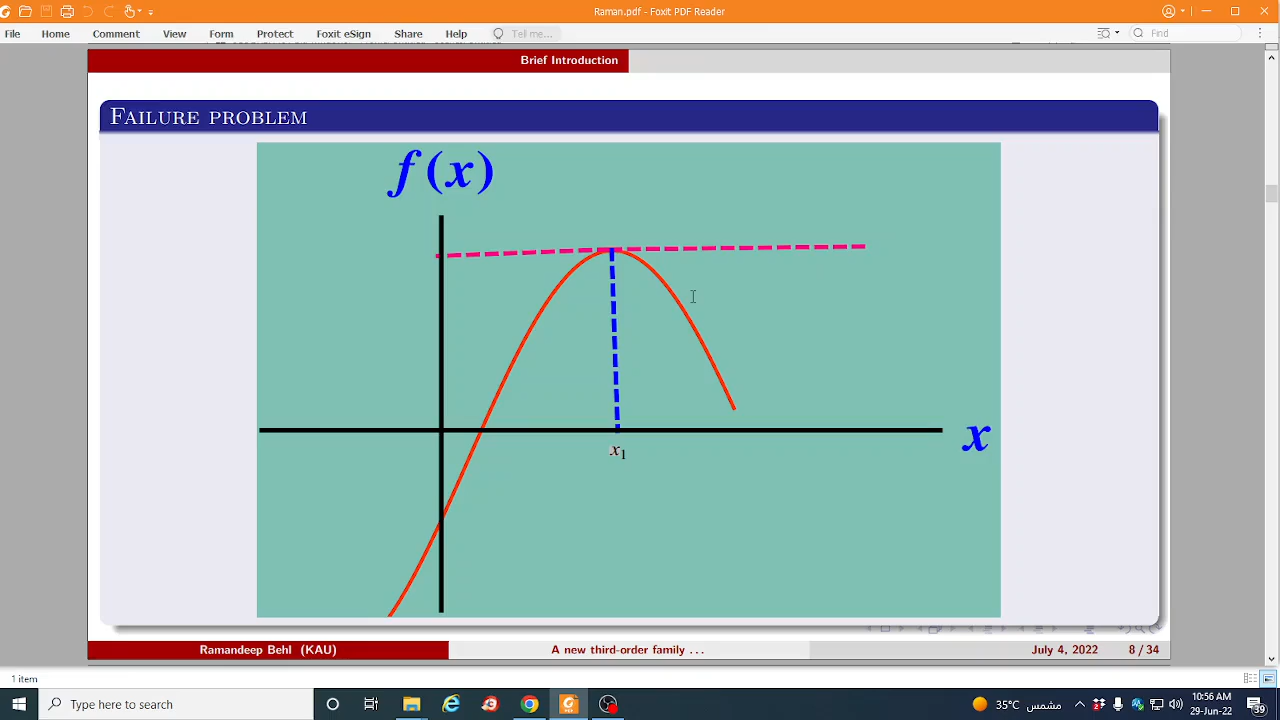 Raman.pdf - Foxit PDF Reader
File Home Comment View Form Protect Foxit eSign Share Help Tell me... Find
Brief Introduction
FAILURE PROBLEM
f(x)
x
x₁
Ramandeep Behl (KAU) A new third-order family ... July 4, 2022 8 / 34
1 item
Type here to search
38°C مشمس
10:56 AM
29-Jun-22